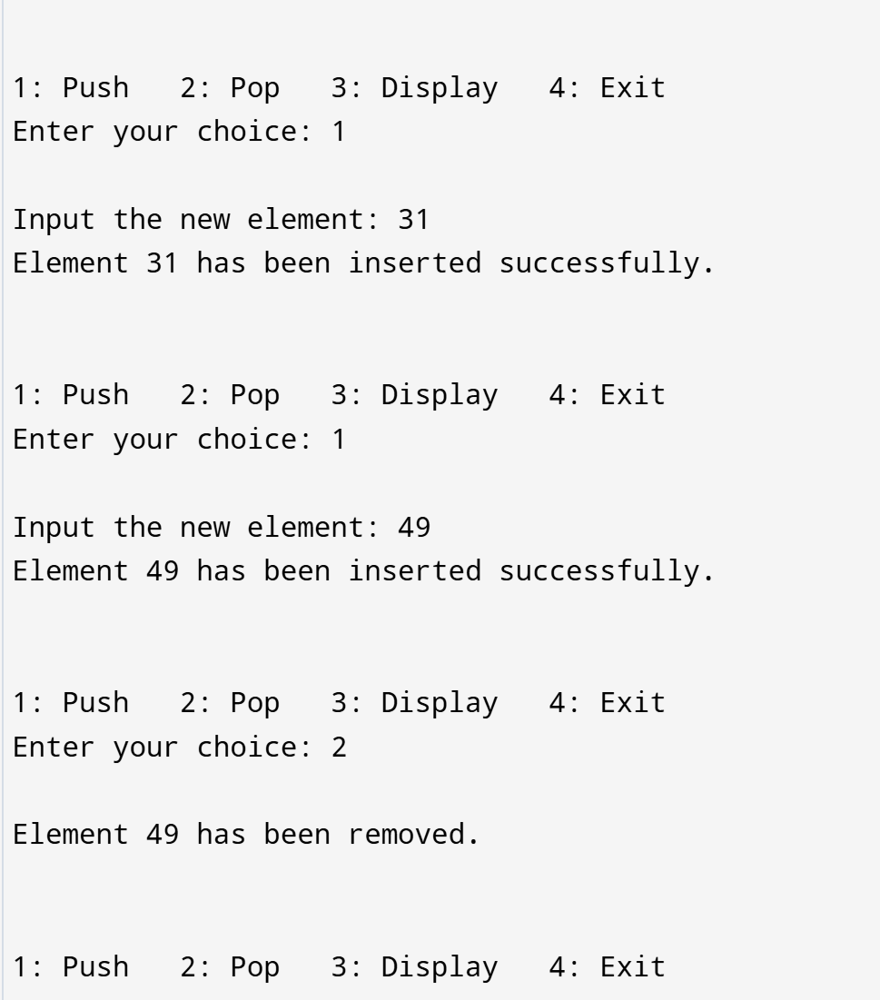 1: Push   2: Pop   3: Display   4: Exit
Enter your choice: 1
Input the new element: 31
Element 31 has been inserted successfully.
1: Push   2: Pop   3: Display   4: Exit
Enter your choice: 1
Input the new element: 49
Element 49 has been inserted successfully.
1: Push   2: Pop   3: Display   4: Exit
Enter your choice: 2
Element 49 has been removed.
1: Push   2: Pop   3: Display   4: Exit